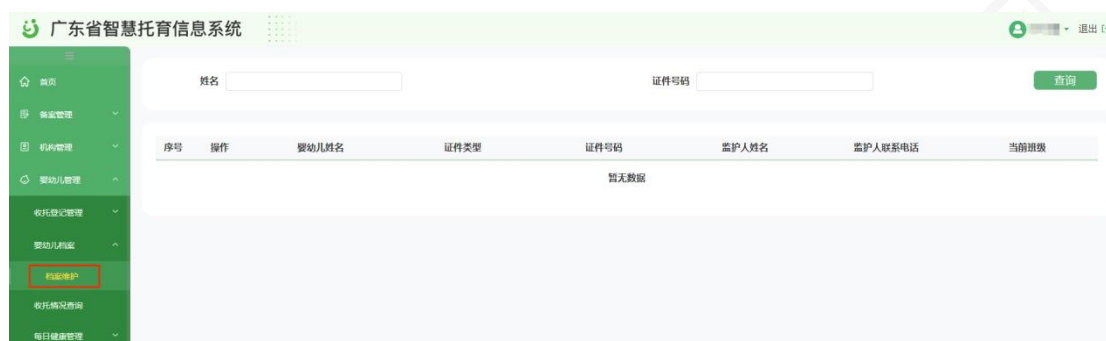 广东省智慧托育信息系统
退出
首页
姓名
证件号码
查询
备案管理
机构管理
序号 操作 婴幼儿姓名 证件类型 证件号码 监护人姓名 监护人联系电话 当前班级
婴幼儿管理
暂无数据
收托登记管理
婴幼儿档案
档案维护
收托情况查询
每日健康管理